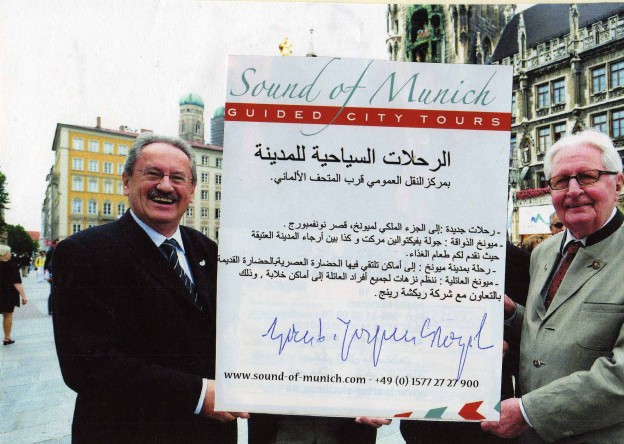 Sound of Munich
GUIDED CITY TOURS
الرحلات السياحية للمدينة
بمركز النقل العمومي قرب المتحف الألماني.
- رحلات جديدة :إلى الجزء الملكي لميونخ، قصر نونفمبورج .
- ميونخ الذواقة : جولة بفيكتوالين مركت و كذا بين أرجاء المدينة العتيقة
حيث نقدم لكم طعام الغذاء.
- رحلة بمدينة ميونخ : إلى أماكن تلتقي فيها الحضارة العصرية بالحضارة القديمة
- ميونخ العائلية : ننظم نزهات لجميع أفراد العائلة إلى أماكن خلابة , وذلك
بالتعاون مع شركة ريكشة رينج .
www.sound-of-munich.com - +49 (0) 1577 27 27 900